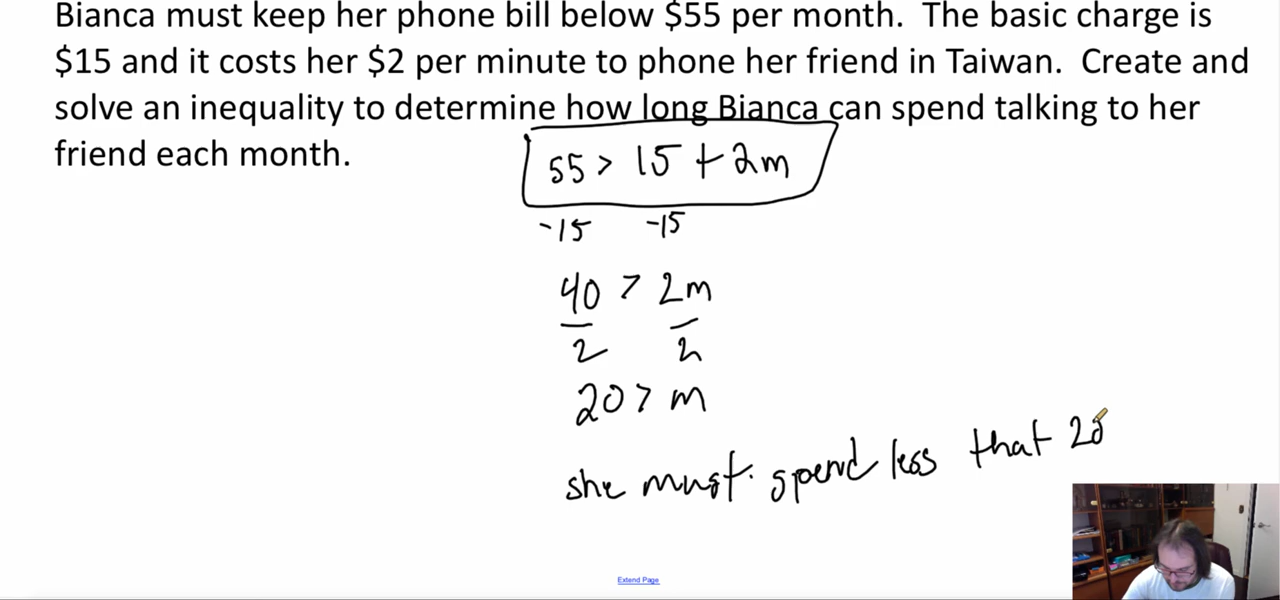 Bianca must keep her phone bill below $55 per month. The basic charge is
$15 and it costs her $2 per minute to phone her friend in Taiwan. Create and
solve an inequality to determine how long Bianca can spend talking to her
friend each month.
55 > 15 + 2m
-15 -15
40 > 2m
2 2
20 > m
she must spend less that 20
Extend Page